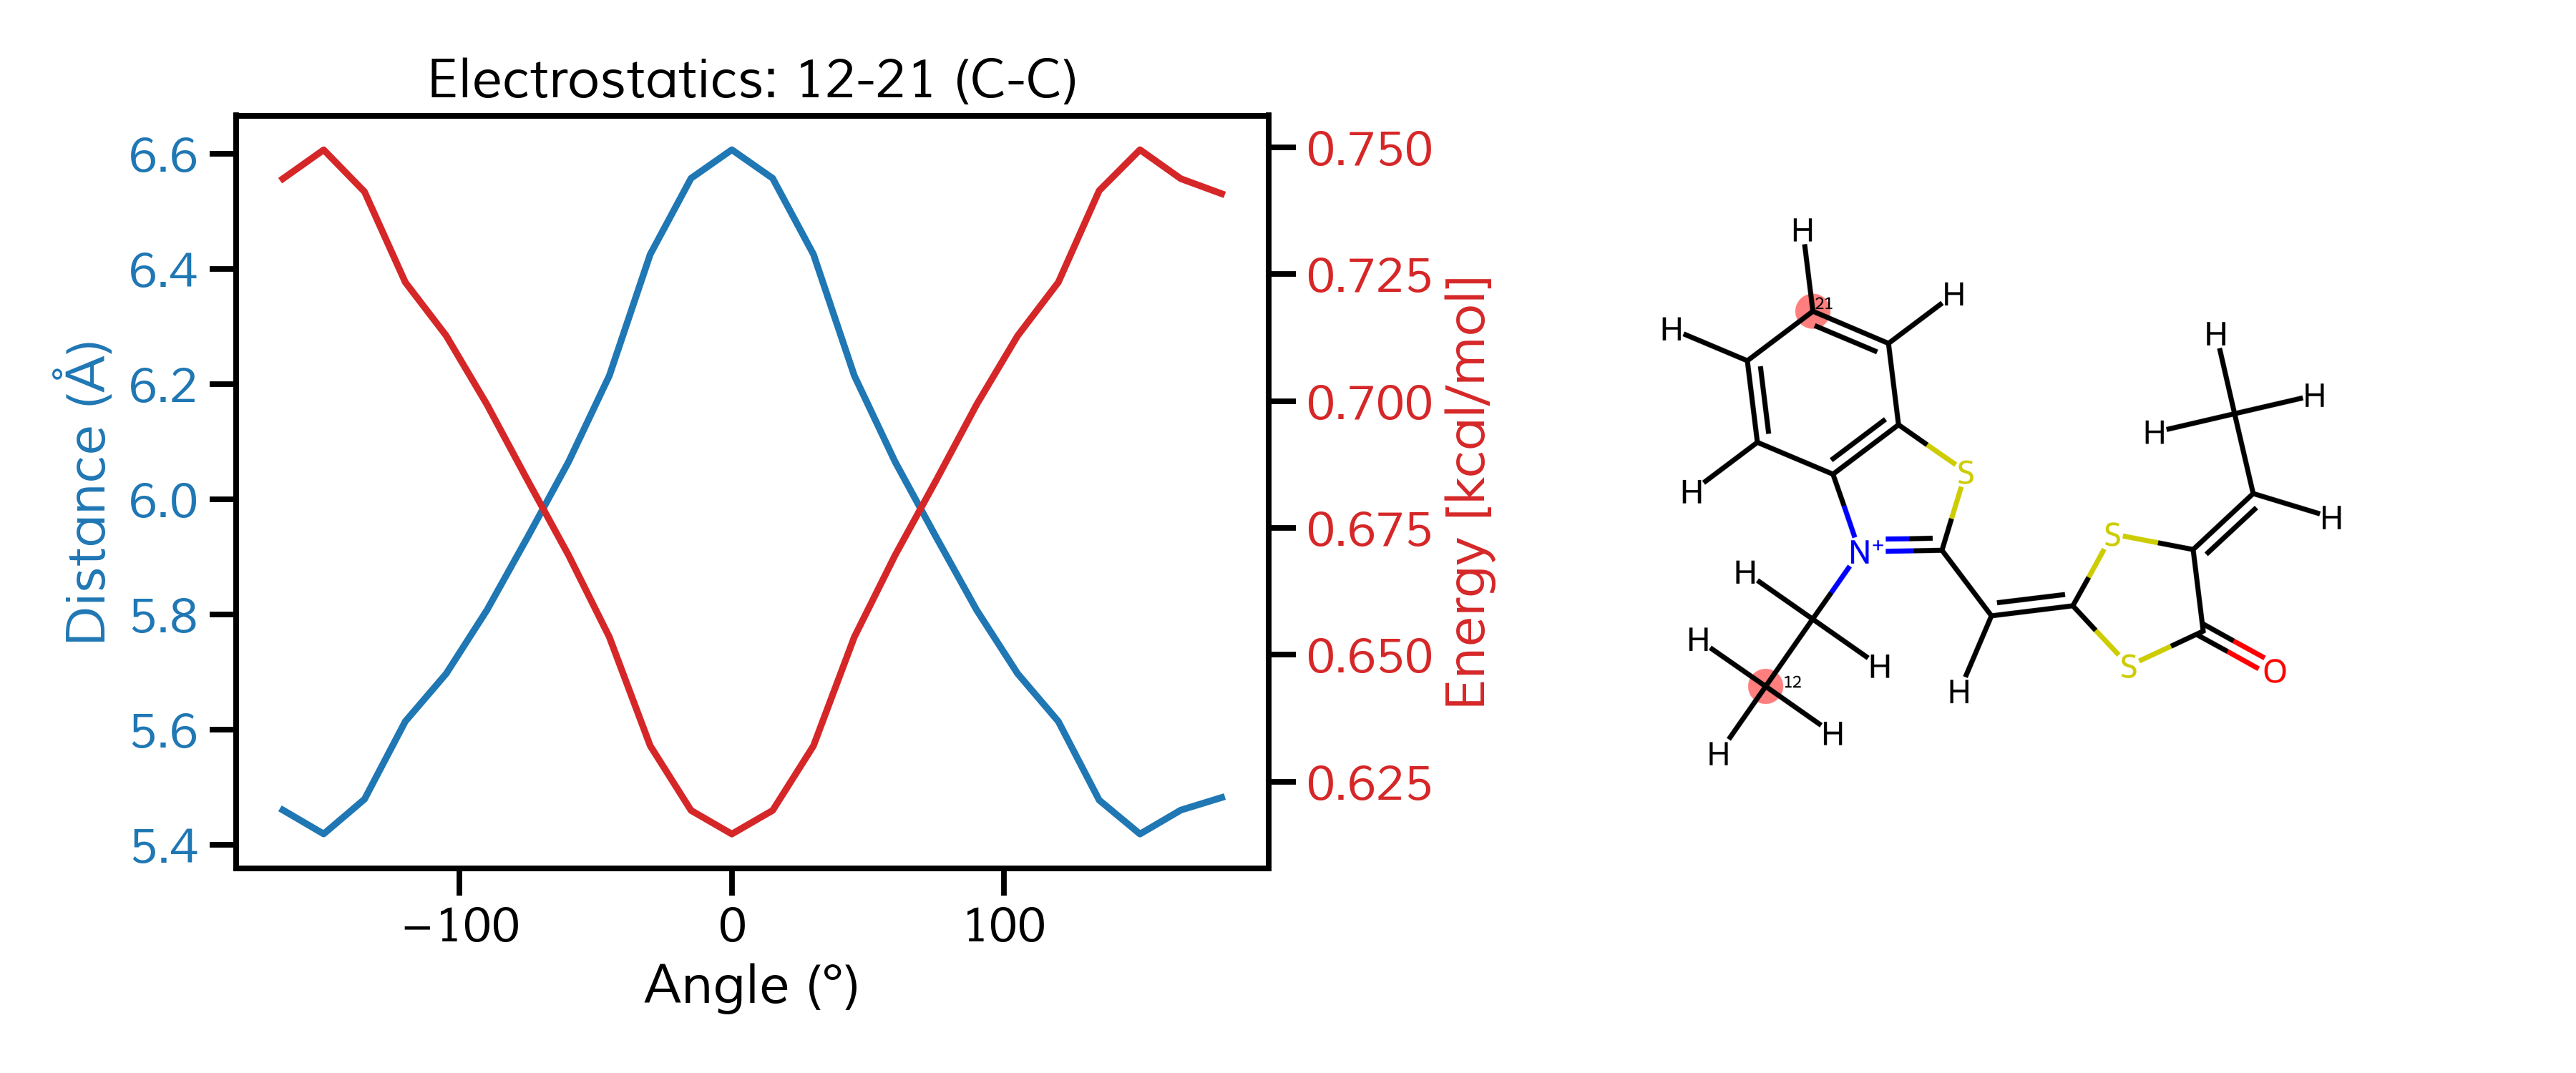 Electrostatics: 12-21 (C-C)
Distance (Å)
6.6
6.4
6.2
6.0
5.8
5.6
5.4
−100
0
100
Angle (°)
0.750
0.725
0.700
0.675
0.650
0.625
Energy [kcal/mol]
H
21
H
H
H
H
H
H
S
S
H
H
N⁺
H
H
H
12
H
S
O
H
H
H